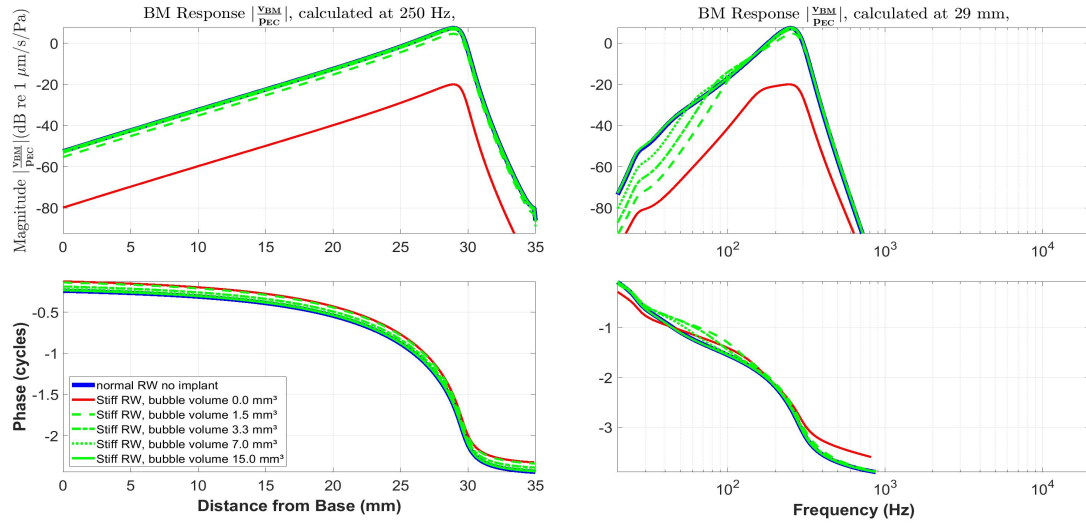 BM Response |v_BM/p_EC|, calculated at 250 Hz,
BM Response |v_BM/p_EC|, calculated at 29 mm,
Magnitude |v_BM/p_EC|(dB re 1 μm/s/Pa)
0
-20
-40
-60
-80
0 5 10 15 20 25 30 35
0
-20
-40
-60
-80
10² 10³ 10⁴
Phase (cycles)
-0.5
-1
-1.5
-2
normal RW no implant
Stiff RW, bubble volume 0.0 mm³
Stiff RW, bubble volume 1.5 mm³
Stiff RW, bubble volume 3.3 mm³
Stiff RW, bubble volume 7.0 mm³
Stiff RW, bubble volume 15.0 mm³
0 5 10 15 20 25 30 35
Distance from Base (mm)
-1
-2
-3
10² 10³ 10⁴
Frequency (Hz)